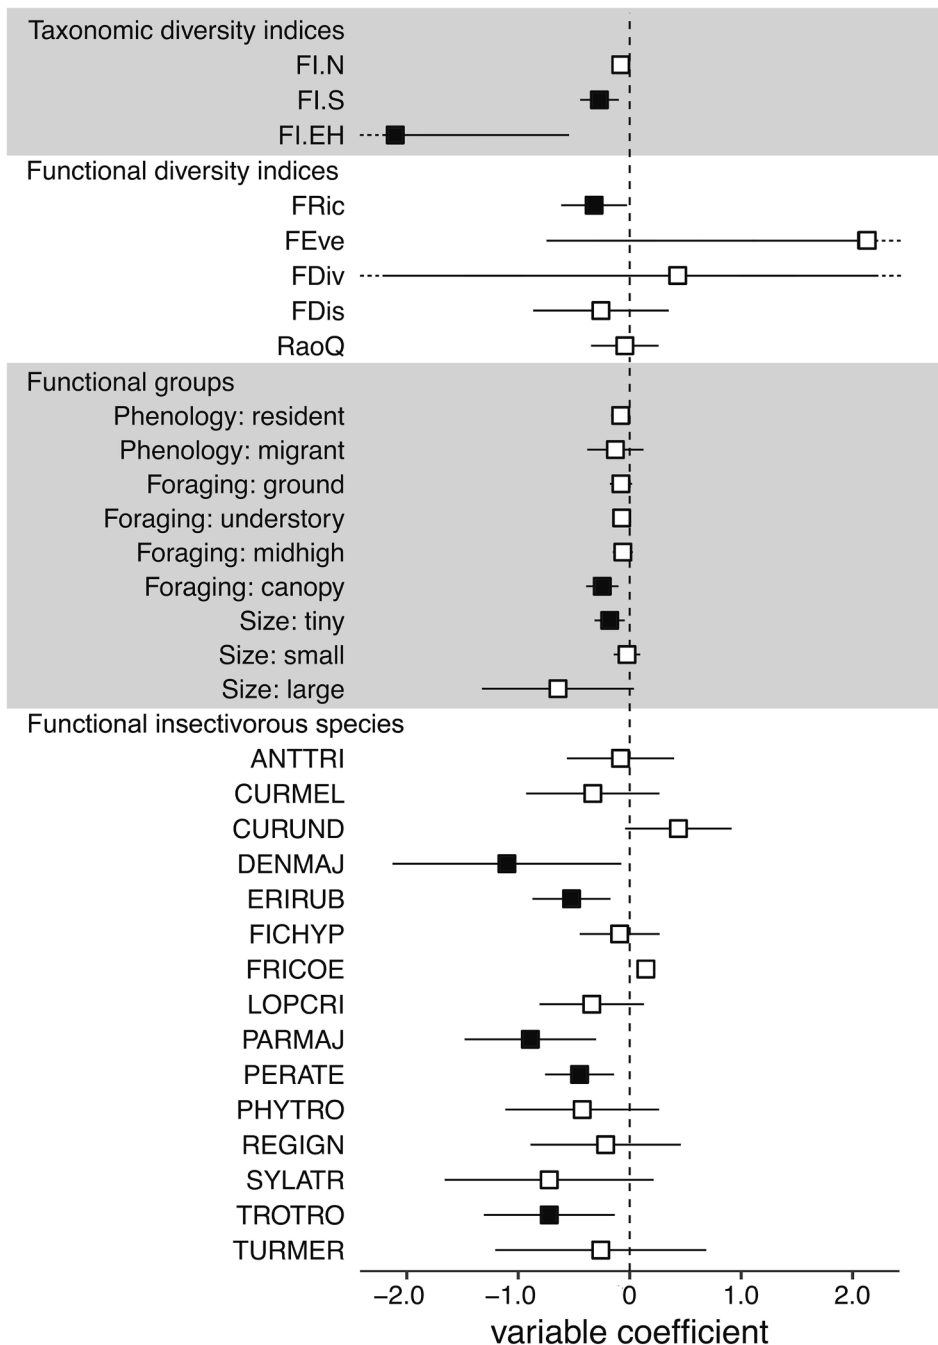 Taxonomic diversity indices
FI.N
FI.S
FI.EH
Functional diversity indices
FRic
FEve
FDiv
FDis
RaoQ
Functional groups
Phenology: resident
Phenology: migrant
Foraging: ground
Foraging: understory
Foraging: midhigh
Foraging: canopy
Size: tiny
Size: small
Size: large
Functional insectivorous species
ANTTRI
CURMEL
CURUND
DENMAJ
ERIRUB
FICHYP
FRICOE
LOPCRI
PARMAJ
PERATE
PHYTRO
REGIGN
SYLATR
TROTRO
TURMER
−2.0 −1.0 0 1.0 2.0
variable coefficient